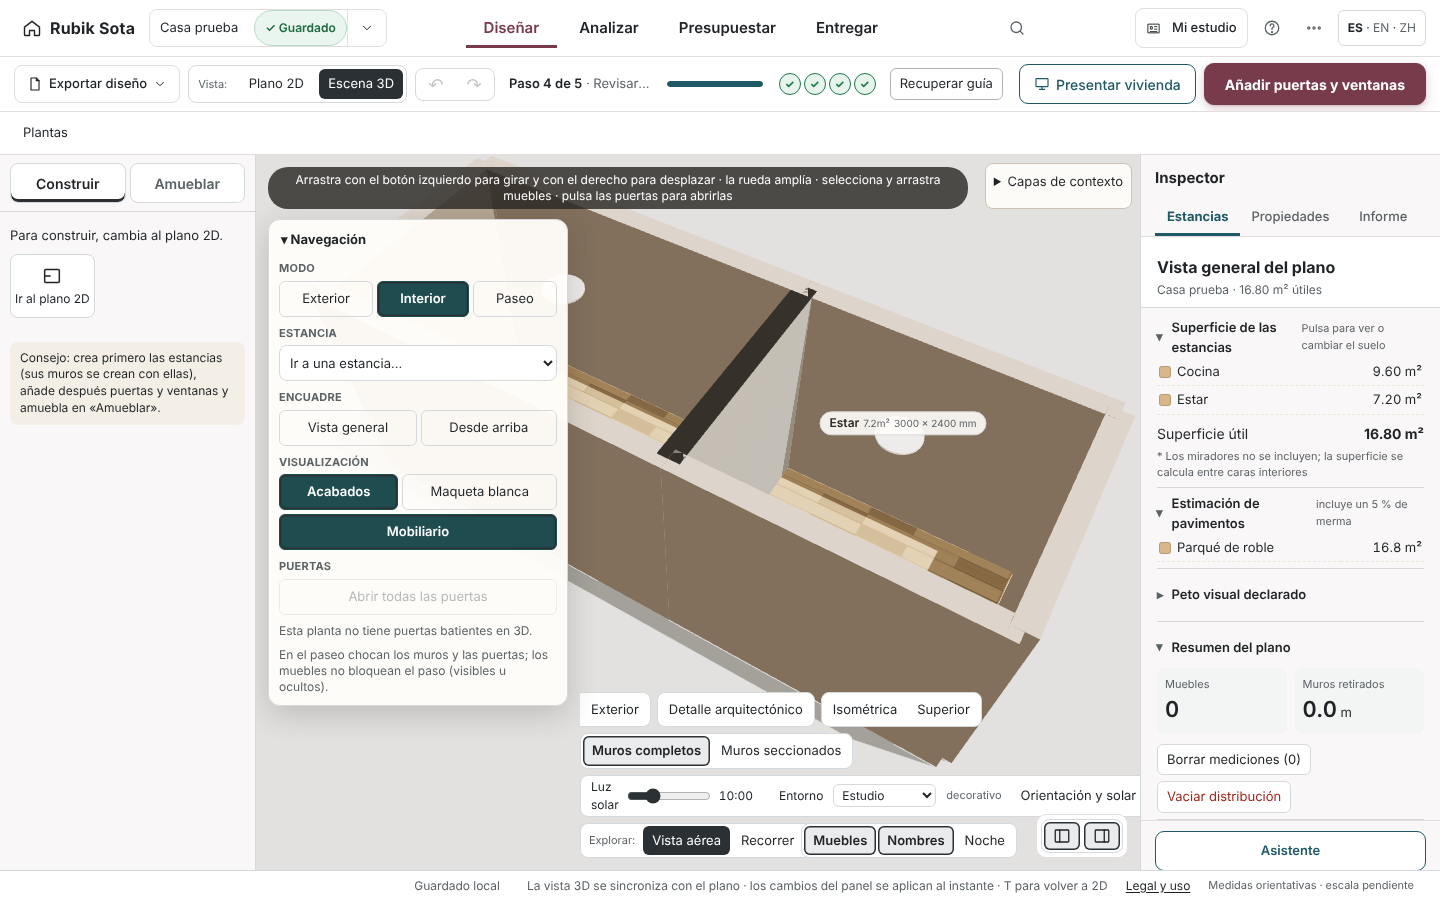 Rubik Sota
Casa prueba
✓ Guardado
Diseñar
Analizar
Presupuestar
Entregar
Mi estudio
ES · EN · ZH
Exportar diseño
Vista:
Plano 2D
Escena 3D
Paso 4 de 5 · Revisar...
Recuperar guía
Presentar vivienda
Añadir puertas y ventanas
Plantas
Construir
Amueblar
Para construir, cambia al plano 2D.
Ir al plano 2D
Consejo: crea primero las estancias
(sus muros se crean con ellas),
añade después puertas y ventanas y
amuebla en «Amueblar».
Arrastra con el botón izquierdo para girar y con el derecho para desplazar · la rueda amplía · selecciona y arrastra
muebles · pulsa las puertas para abrirlas
Capas de contexto
Navegación
MODO
Exterior
Interior
Paseo
ESTANCIA
Ir a una estancia...
ENCUADRE
Vista general
Desde arriba
VISUALIZACIÓN
Acabados
Maqueta blanca
Mobiliario
PUERTAS
Abrir todas las puertas
Esta planta no tiene puertas batientes en 3D.
En el paseo chocan los muros y las puertas; los
muebles no bloquean el paso (visibles u
ocultos).
Estar 7.2m² 3000 × 2400 mm
Exterior
Detalle arquitectónico
Isométrica
Superior
Muros completos
Muros seccionados
Luz
solar
10:00
Entorno
Estudio
decorativo
Orientación y solar
Explorar:
Vista aérea
Recorrer
Muebles
Nombres
Noche
Inspector
Estancias
Propiedades
Informe
Vista general del plano
Casa prueba · 16.80 m² útiles
Superficie de las
estancias
Pulsa para ver o
cambiar el suelo
Cocina
9.60 m²
Estar
7.20 m²
Superficie útil
16.80 m²
* Los miradores no se incluyen; la superficie se
calcula entre caras interiores
Estimación de
pavimentos
incluye un 5 % de
merma
Parqué de roble
16.8 m²
Peto visual declarado
Resumen del plano
Muebles
0
Muros retirados
0.0 m
Borrar mediciones (0)
Vaciar distribución
Asistente
Guardado local
La vista 3D se sincroniza con el plano · los cambios del panel se aplican al instante · T para volver a 2D
Legal y uso
Medidas orientativas · escala pendiente